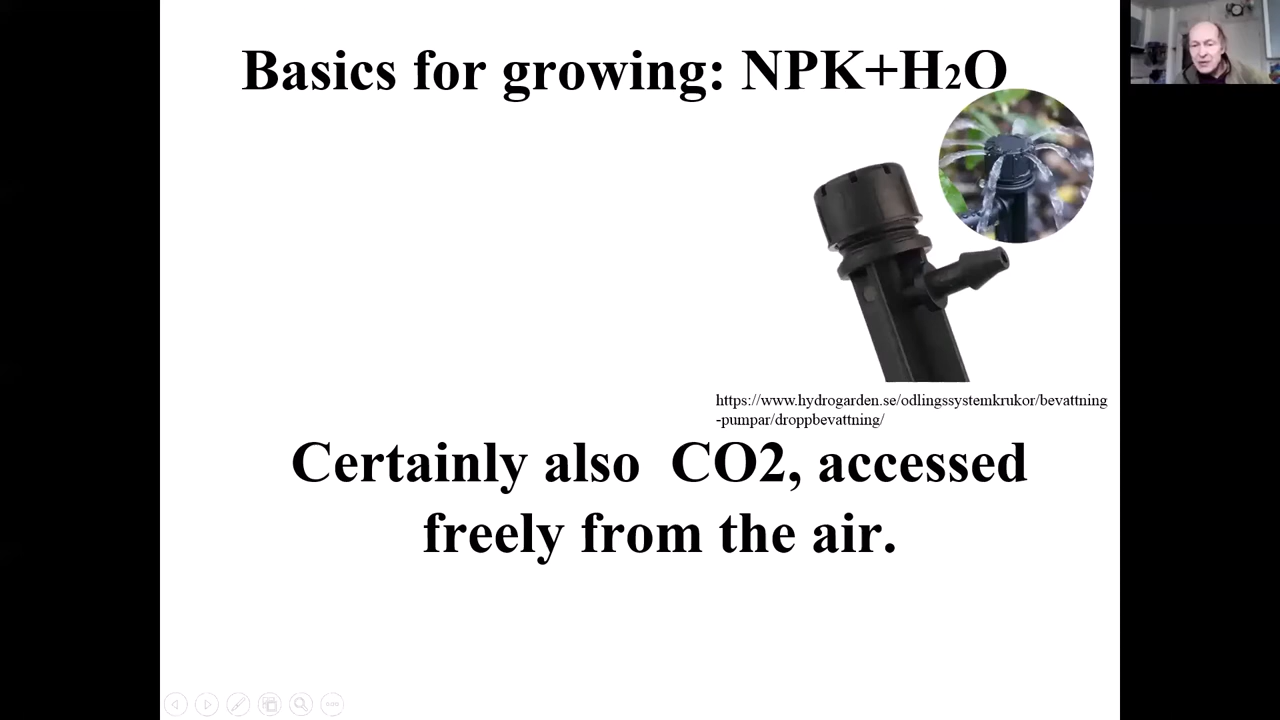 Basics for growing: NPK+H₂O
https://www.hydrogarden.se/odlingssystemkrukor/bevattning
-pumpar/droppbevattning/
Certainly also  CO2, accessed
freely from the air.